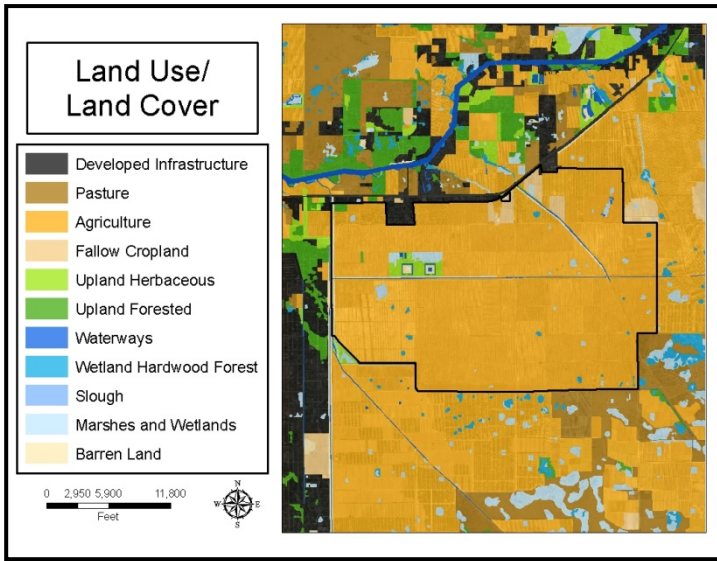 Land Use/
Land Cover
Developed Infrastructure
Pasture
Agriculture
Fallow Cropland
Upland Herbaceous
Upland Forested
Waterways
Wetland Hardwood Forest
Slough
Marshes and Wetlands
Barren Land
0 2,950 5,900 11,800
Feet
N
W E
S